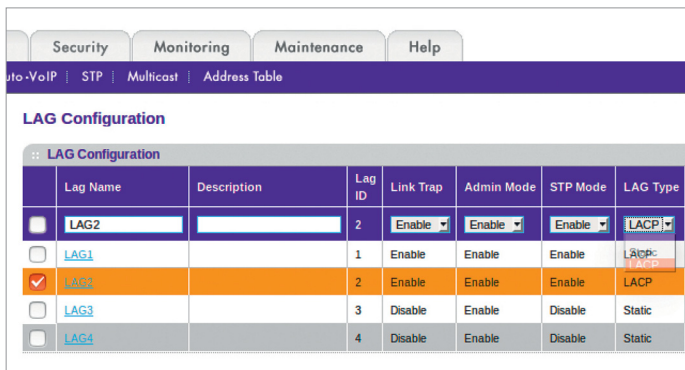 Security Monitoring Maintenance Help
uto-VoIP STP Multicast Address Table
LAG Configuration
:: LAG Configuration
Lag Name Description Lag ID Link Trap Admin Mode STP Mode LAG Type
LAG2 2 Enable Enable Enable LACP
LAG1 1 Enable Enable Enable LACP
LAG2 2 Enable Enable Enable LACP
LAG3 3 Disable Enable Disable Static
LAG4 4 Disable Enable Disable Static